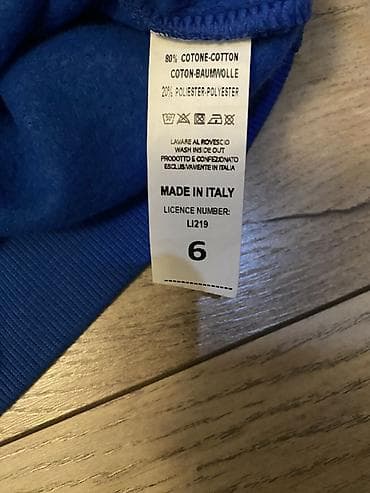 80% COTONE-COTTON
COTON-BAUMWOLLE
20% POLIESTER-POLYESTER
LAVARE AL ROVESCIO
WASH INSIDE OUT
PRODOTTO E CONFEZIONATO
ESCLUSIVAMENTE IN ITALIA
MADE IN ITALY
LICENCE NUMBER:
LI219
6